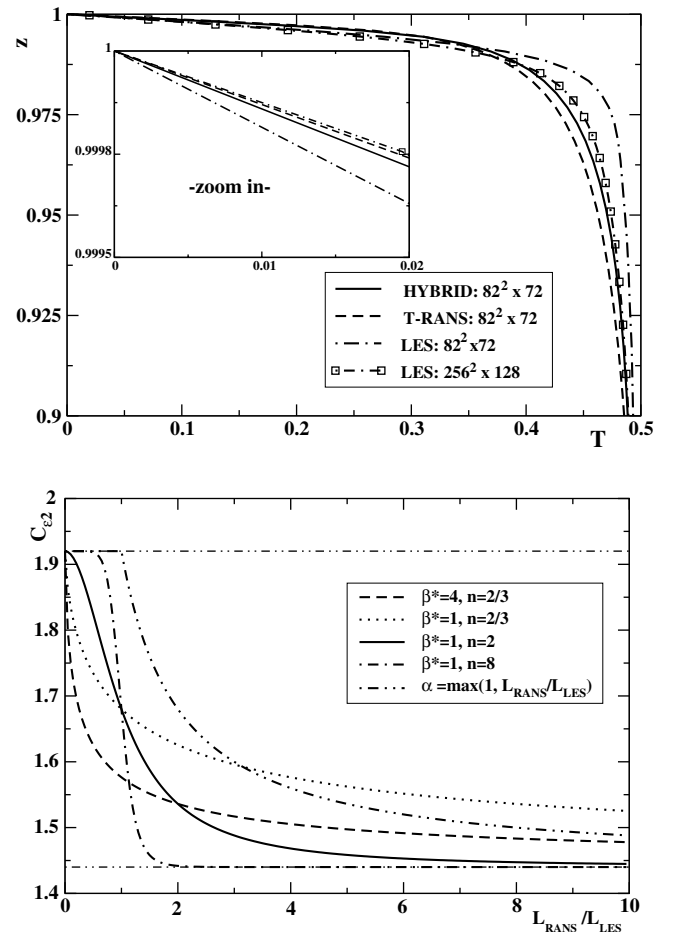 1
z
0.975
0.95
0.925
0.9
1
0.9998
0.9995
0
0.01
0.02
-zoom in-
HYBRID: 82² x 72
T-RANS: 82² x 72
LES: 82² x72
LES: 256² x 128
0
0.1
0.2
0.3
0.4
T
0.5
2
Cε2
1.9
1.8
1.7
1.6
1.5
1.4
β*=4, n=2/3
β*=1, n=2/3
β*=1, n=2
β*=1, n=8
α =max(1, L_RANS/L_LES)
0
2
4
6
8
10
L_RANS /L_LES